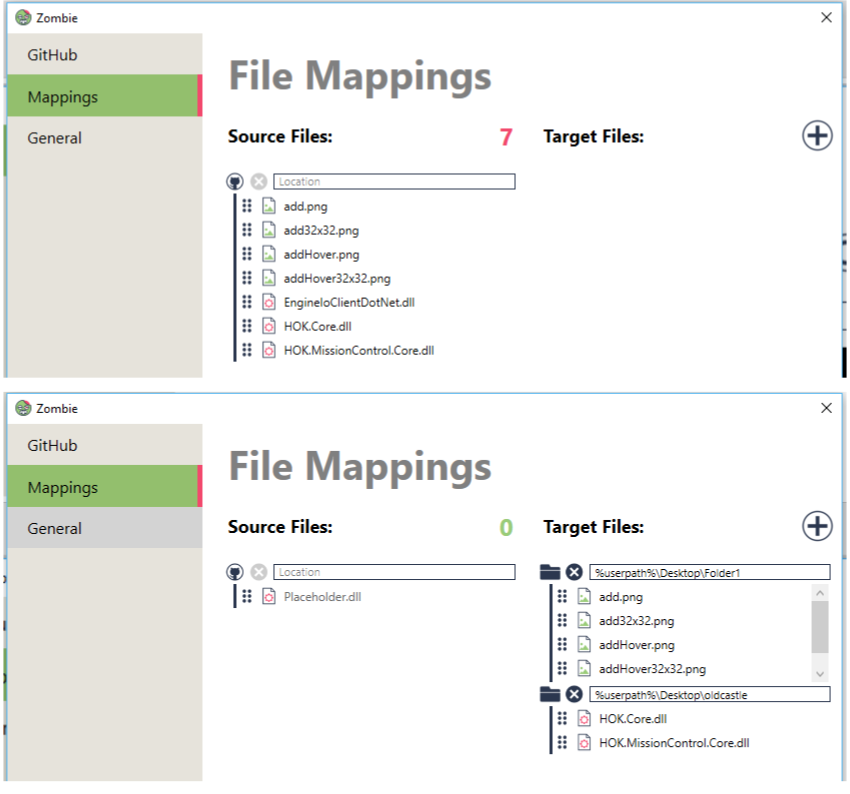 Zombie
GitHub
Mappings
General
File Mappings
Source Files:
7
Target Files:
Location
add.png
add32x32.png
addHover.png
addHover32x32.png
EngineIoClientDotNet.dll
HOK.Core.dll
HOK.MissionControl.Core.dll
Zombie
GitHub
Mappings
General
File Mappings
Source Files:
0
Target Files:
Location
Placeholder.dll
%userpath%\Desktop\Folder1
add.png
add32x32.png
addHover.png
addHover32x32.png
%userpath%\Desktop\oldcastle
HOK.Core.dll
HOK.MissionControl.Core.dll